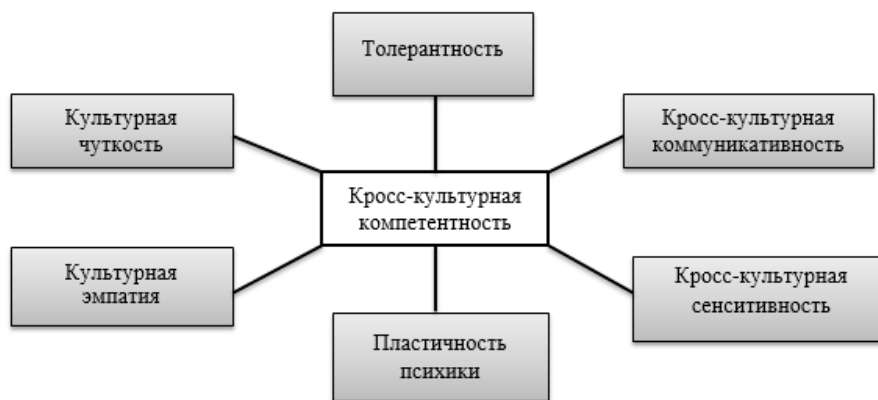 Толерантность
Культурная
чуткость
Кросс-культурная
коммуникативность
Кросс-культурная
компетентность
Культурная
эмпатия
Кросс-культурная
сенситивность
Пластичность
психики